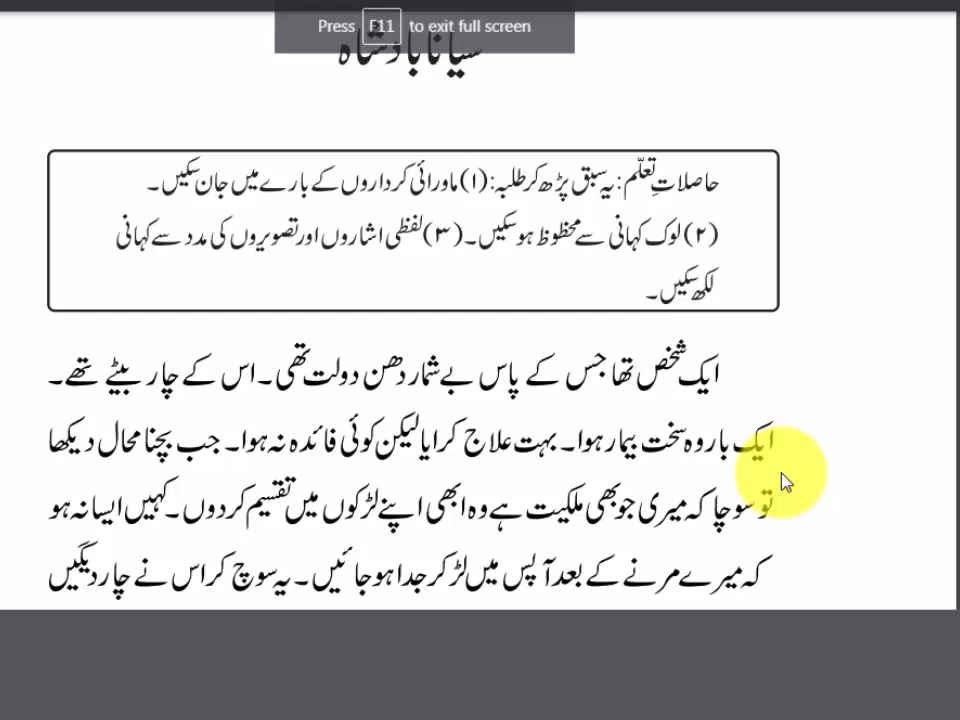 Press F11 to exit full screen
سیانا بادشاہ
حاصلاتِ تعلّم: یہ سبق پڑھ کر طلبہ: (۱) ماورائی کرداروں کے بارے میں جان سکیں۔
(۲) لوک کہانی سے محظوظ ہو سکیں۔ (۳) لفظی اشاروں اور تصویروں کی مدد سے کہانی
لکھ سکیں۔
ایک شخص تھا جس کے پاس بے شمار دھن دولت تھی۔ اس کے چار بیٹے تھے۔
ایک بار وہ سخت بیمار ہوا۔ بہت علاج کرایا لیکن کوئی فائدہ نہ ہوا۔ جب بچنا محال دیکھا
تو سوچا کہ میری جو بھی ملکیت ہے وہ ابھی اپنے لڑکوں میں تقسیم کر دوں۔ کہیں ایسا نہ ہو
کہ میرے مرنے کے بعد آپس میں لڑ کر جدا ہو جائیں۔ یہ سوچ کر اس نے چار دیگیں